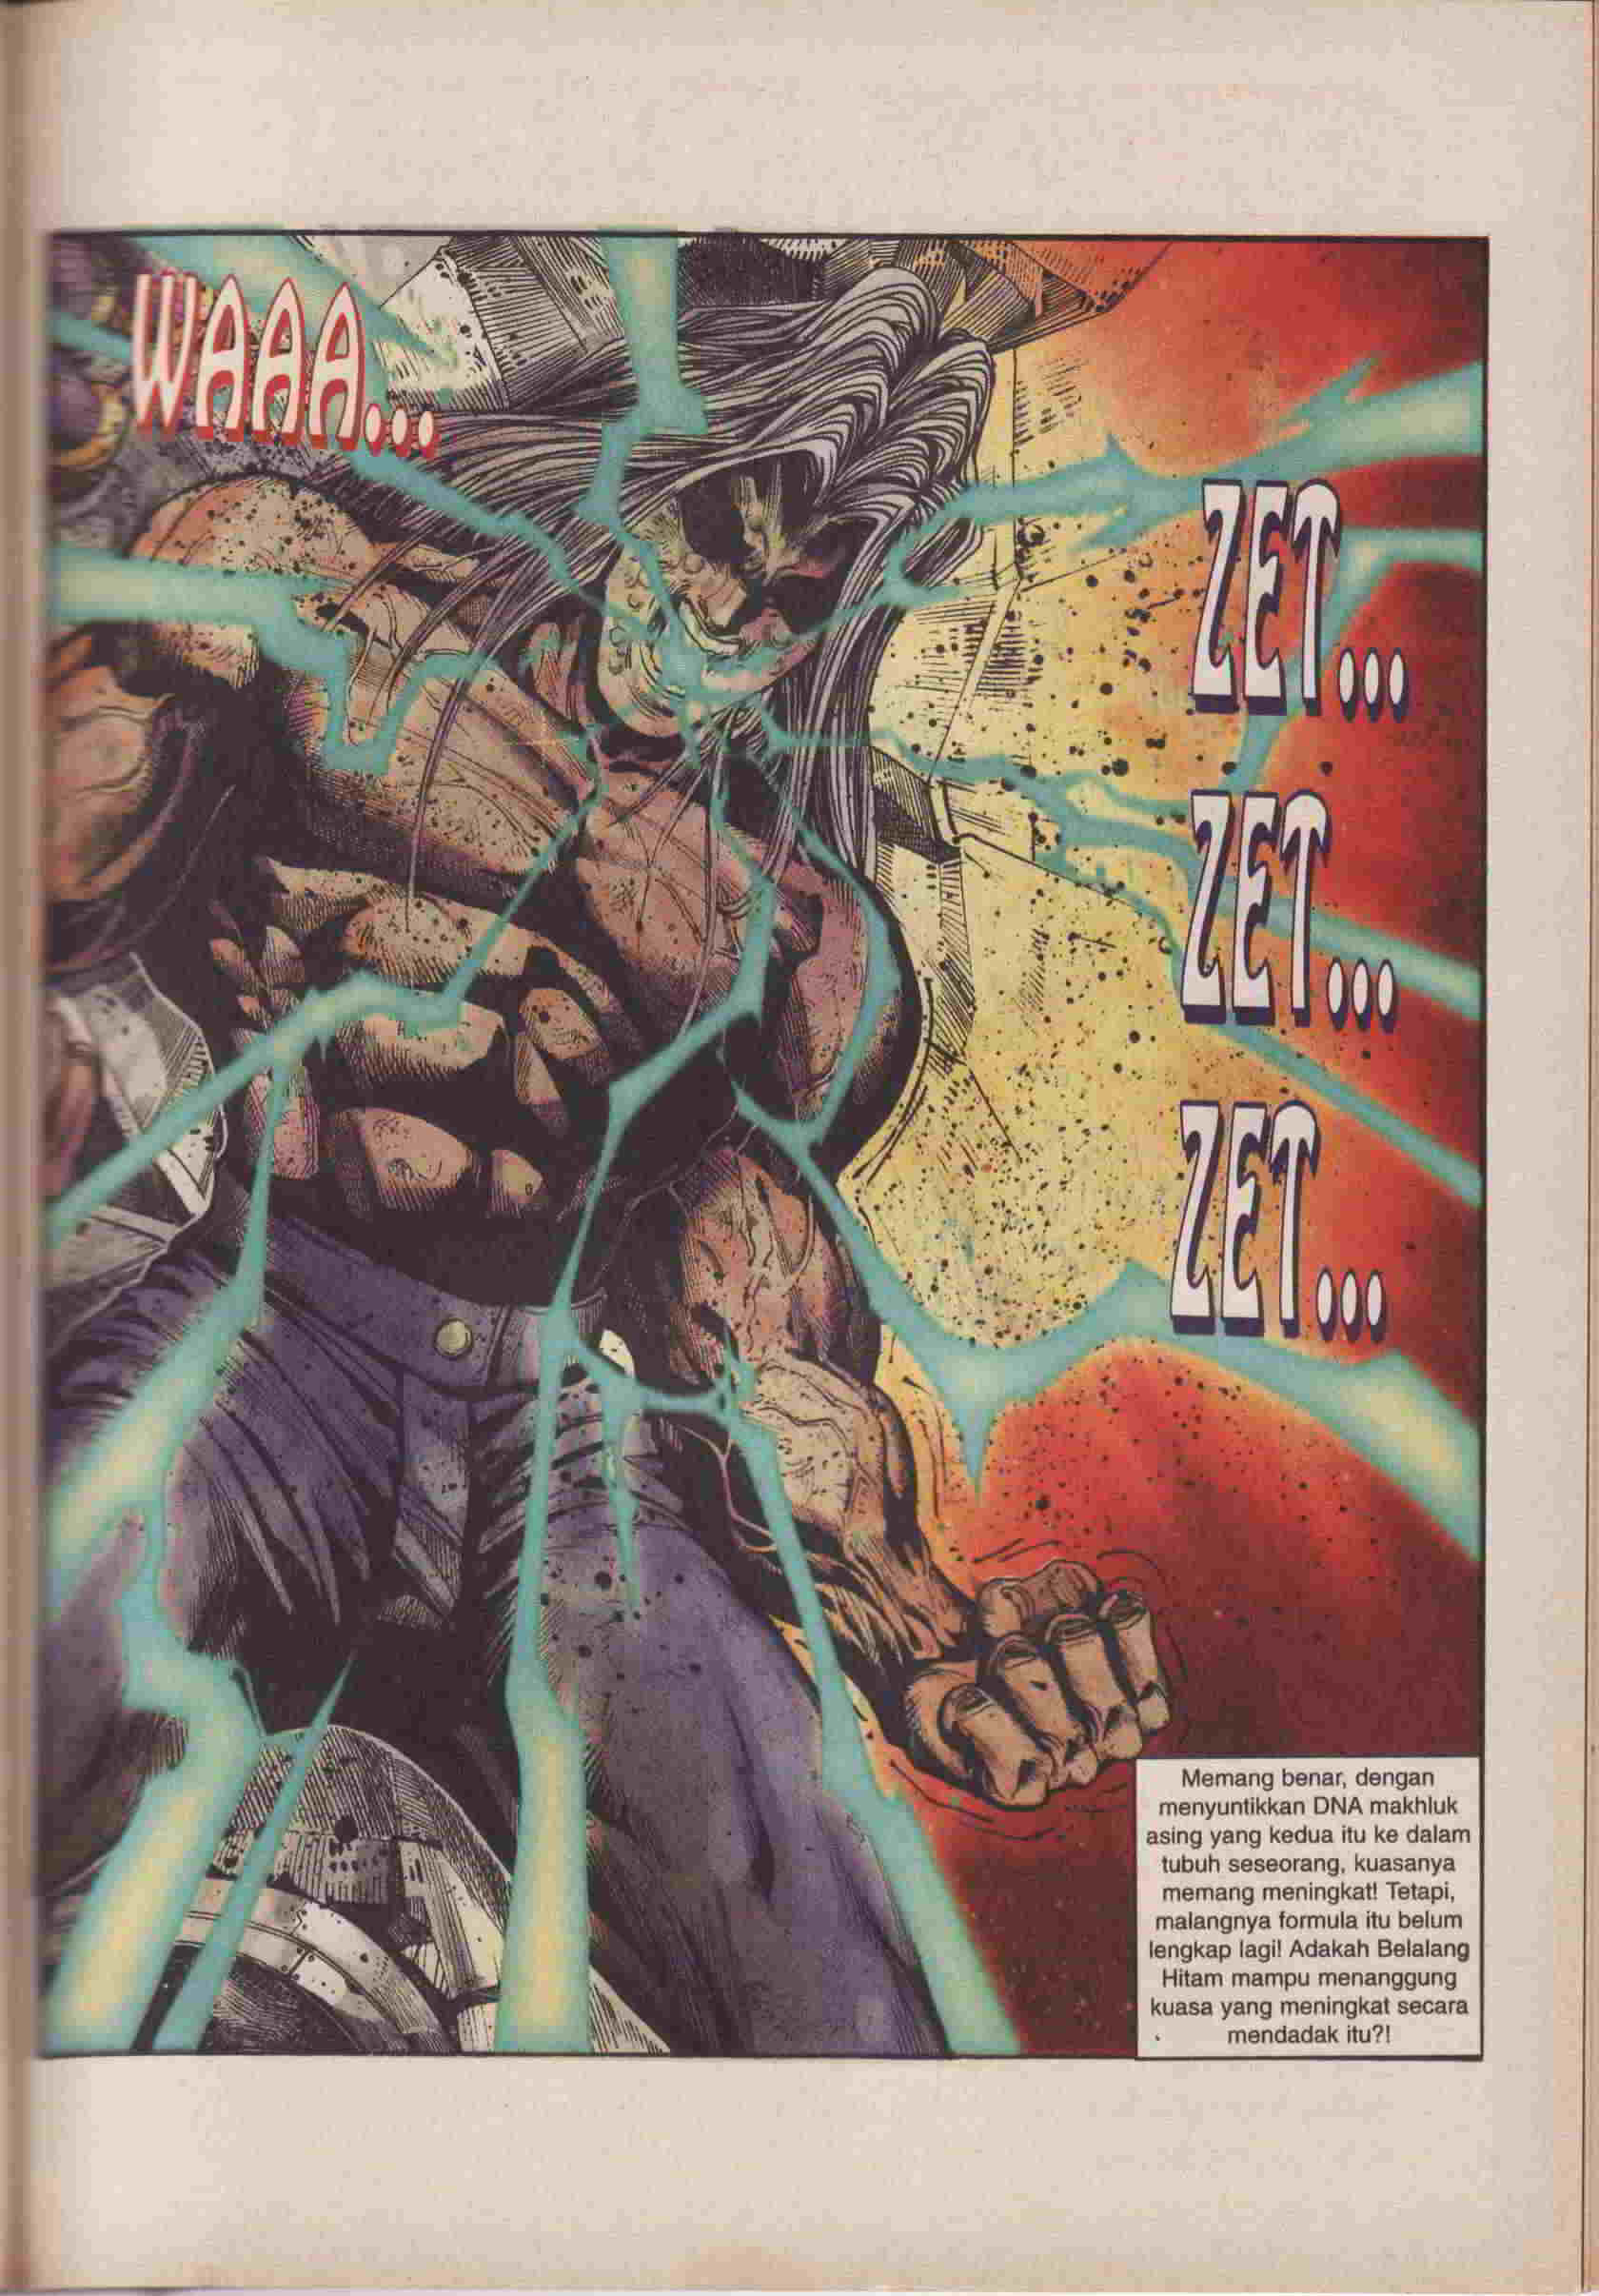 WAAA...
ZET...
ZET...
ZET...
Memang benar, dengan
menyuntikkan DNA makhluk
asing yang kedua itu ke dalam
tubuh seseorang, kuasanya
memang meningkat! Tetapi,
malangnya formula itu belum
lengkap lagi! Adakah Belalang
Hitam mampu menanggung
kuasa yang meningkat secara
mendadak itu?!